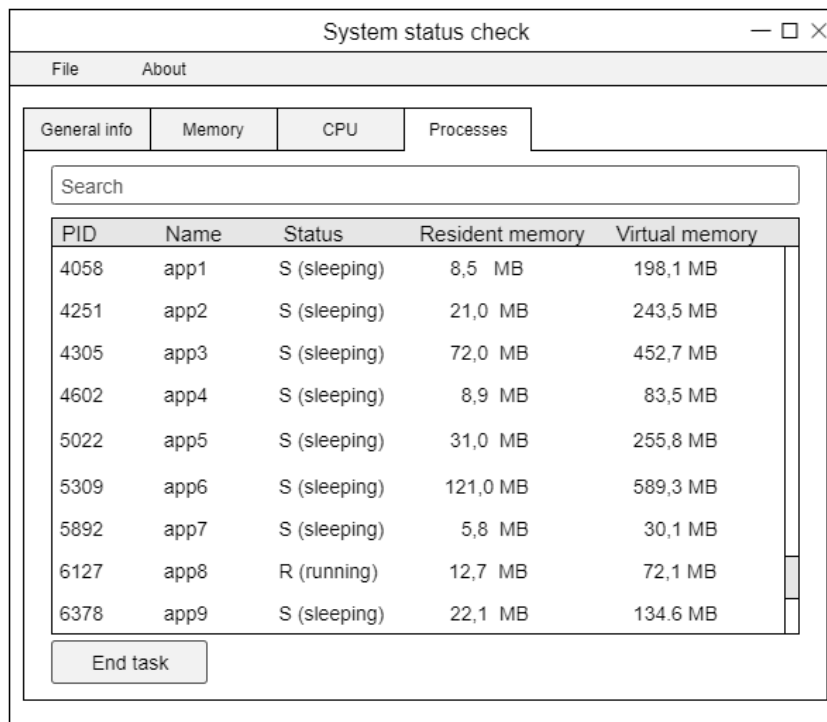 System status check
File About
General info Memory CPU Processes
Search
PID Name Status Resident memory Virtual memory
4058 app1 S (sleeping) 8,5 MB 198,1 MB
4251 app2 S (sleeping) 21,0 MB 243,5 MB
4305 app3 S (sleeping) 72,0 MB 452,7 MB
4602 app4 S (sleeping) 8,9 MB 83,5 MB
5022 app5 S (sleeping) 31,0 MB 255,8 MB
5309 app6 S (sleeping) 121,0 MB 589,3 MB
5892 app7 S (sleeping) 5,8 MB 30,1 MB
6127 app8 R (running) 12,7 MB 72,1 MB
6378 app9 S (sleeping) 22,1 MB 134.6 MB
End task